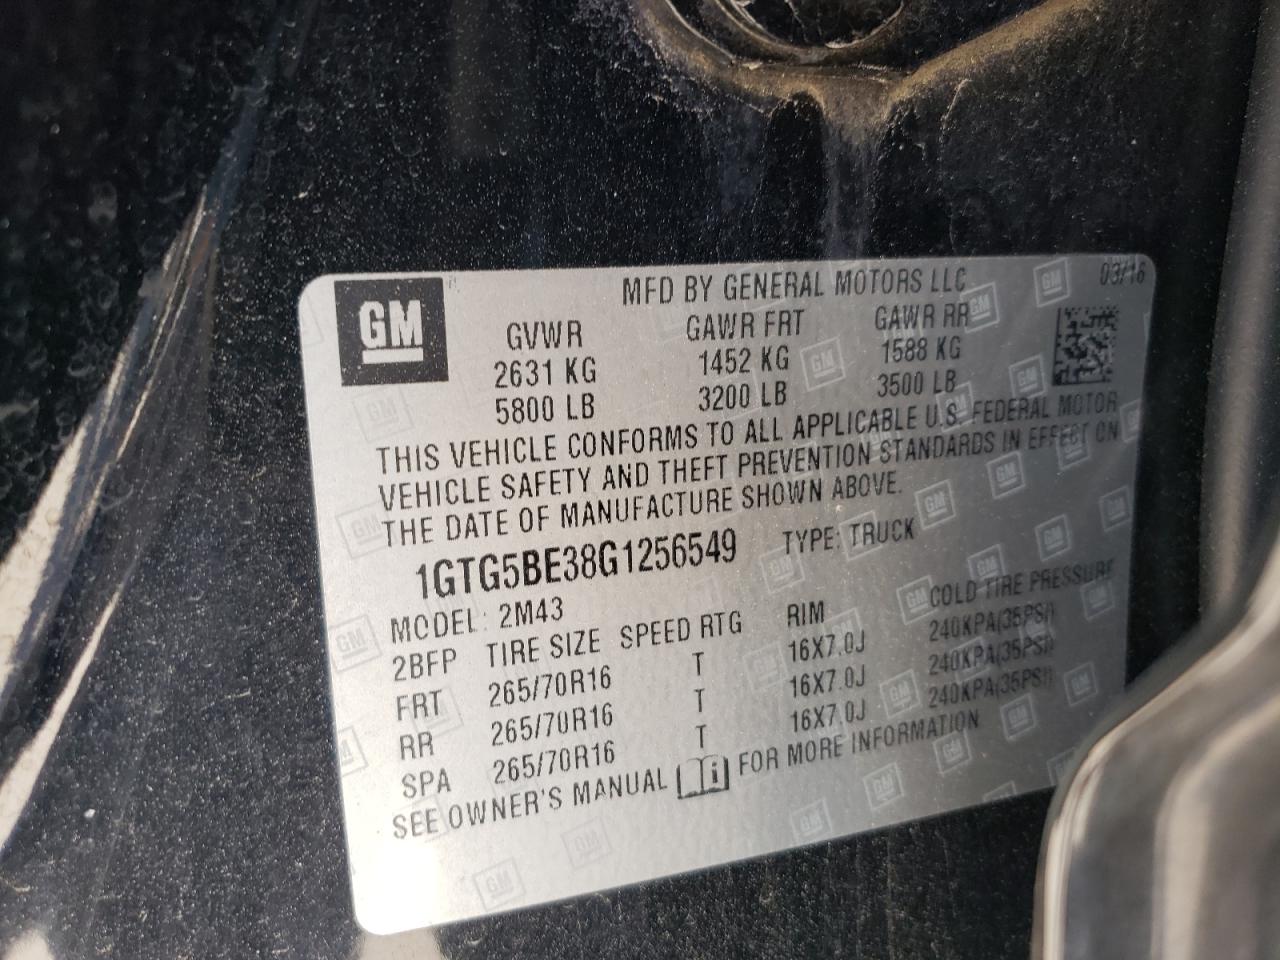 GM
MFD BY GENERAL MOTORS LLC 03/16
GVWR GAWR FRT GAWR RR
2631 KG 1452 KG 1588 KG
5800 LB 3200 LB 3500 LB
THIS VEHICLE CONFORMS TO ALL APPLICABLE U.S. FEDERAL MOTOR
VEHICLE SAFETY AND THEFT PREVENTION STANDARDS IN EFFECT ON
THE DATE OF MANUFACTURE SHOWN ABOVE.
1GTG5BE38G1256549 TYPE: TRUCK
MODEL: 2M43
2BFP TIRE SIZE SPEED RTG RIM COLD TIRE PRESSURE
FRT 265/70R16 T 16X7.0J 240KPA(35PSI)
RR 265/70R16 T 16X7.0J 240KPA(35PSI)
SPA 265/70R16 T 16X7.0J 240KPA(35PSI)
SEE OWNER'S MANUAL FOR MORE INFORMATION